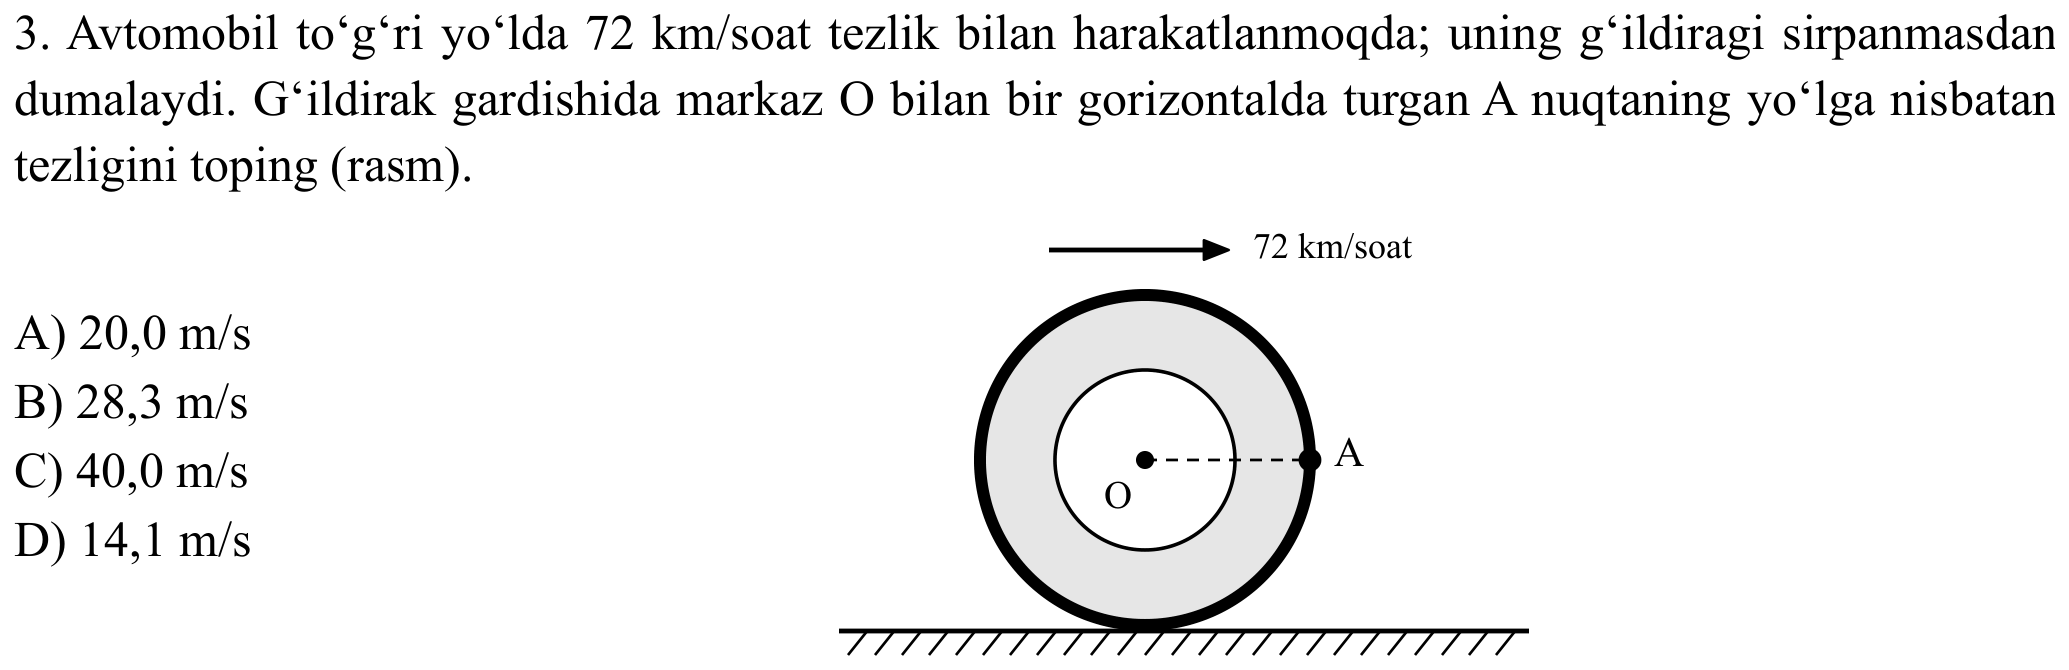 3. Avtomobil to‘g‘ri yo‘lda 72 km/soat tezlik bilan harakatlanmoqda; uning g‘ildiragi sirpanmasdan
dumalaydi. G‘ildirak gardishida markaz O bilan bir gorizontalda turgan A nuqtaning yo‘lga nisbatan
tezligini toping (rasm).
72 km/soat
A) 20,0 m/s
B) 28,3 m/s
C) 40,0 m/s
D) 14,1 m/s
A
O